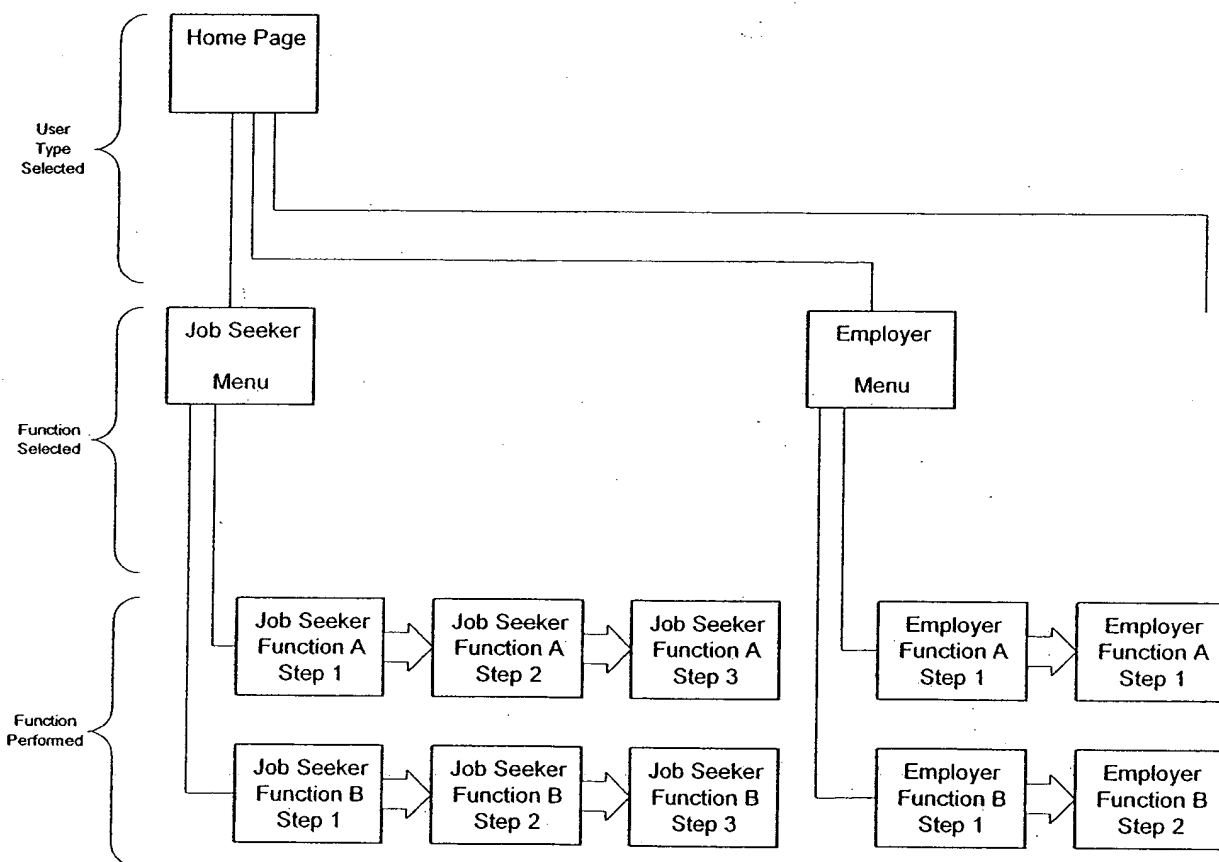 Home Page
User
Type
Selected
Job Seeker
Menu
Employer
Menu
Function
Selected
Job Seeker
Function A
Step 1
Job Seeker
Function A
Step 2
Job Seeker
Function A
Step 3
Employer
Function A
Step 1
Employer
Function A
Step 1
Function
Performed
Job Seeker
Function B
Step 1
Job Seeker
Function B
Step 2
Job Seeker
Function B
Step 3
Employer
Function B
Step 1
Employer
Function B
Step 2